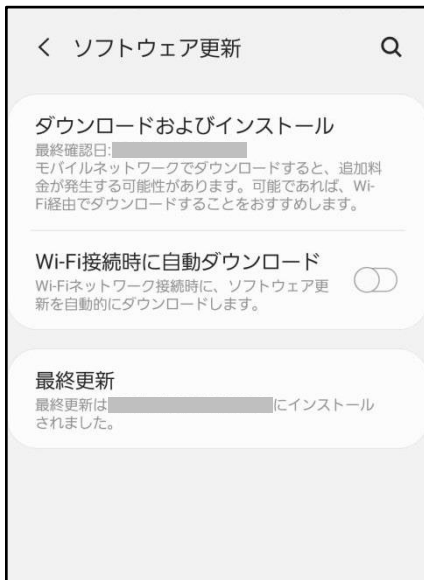 ソフトウェア更新
ダウンロードおよびインストール
最終確認日:
モバイルネットワークでダウンロードすると、追加料
金が発生する可能性があります。可能であれば、Wi-
Fi経由でダウンロードすることをおすすめします。
Wi-Fi接続時に自動ダウンロード
Wi-Fiネットワーク接続時に、ソフトウェア更
新を自動的にダウンロードします。
最終更新
最終更新は にインストール
されました。